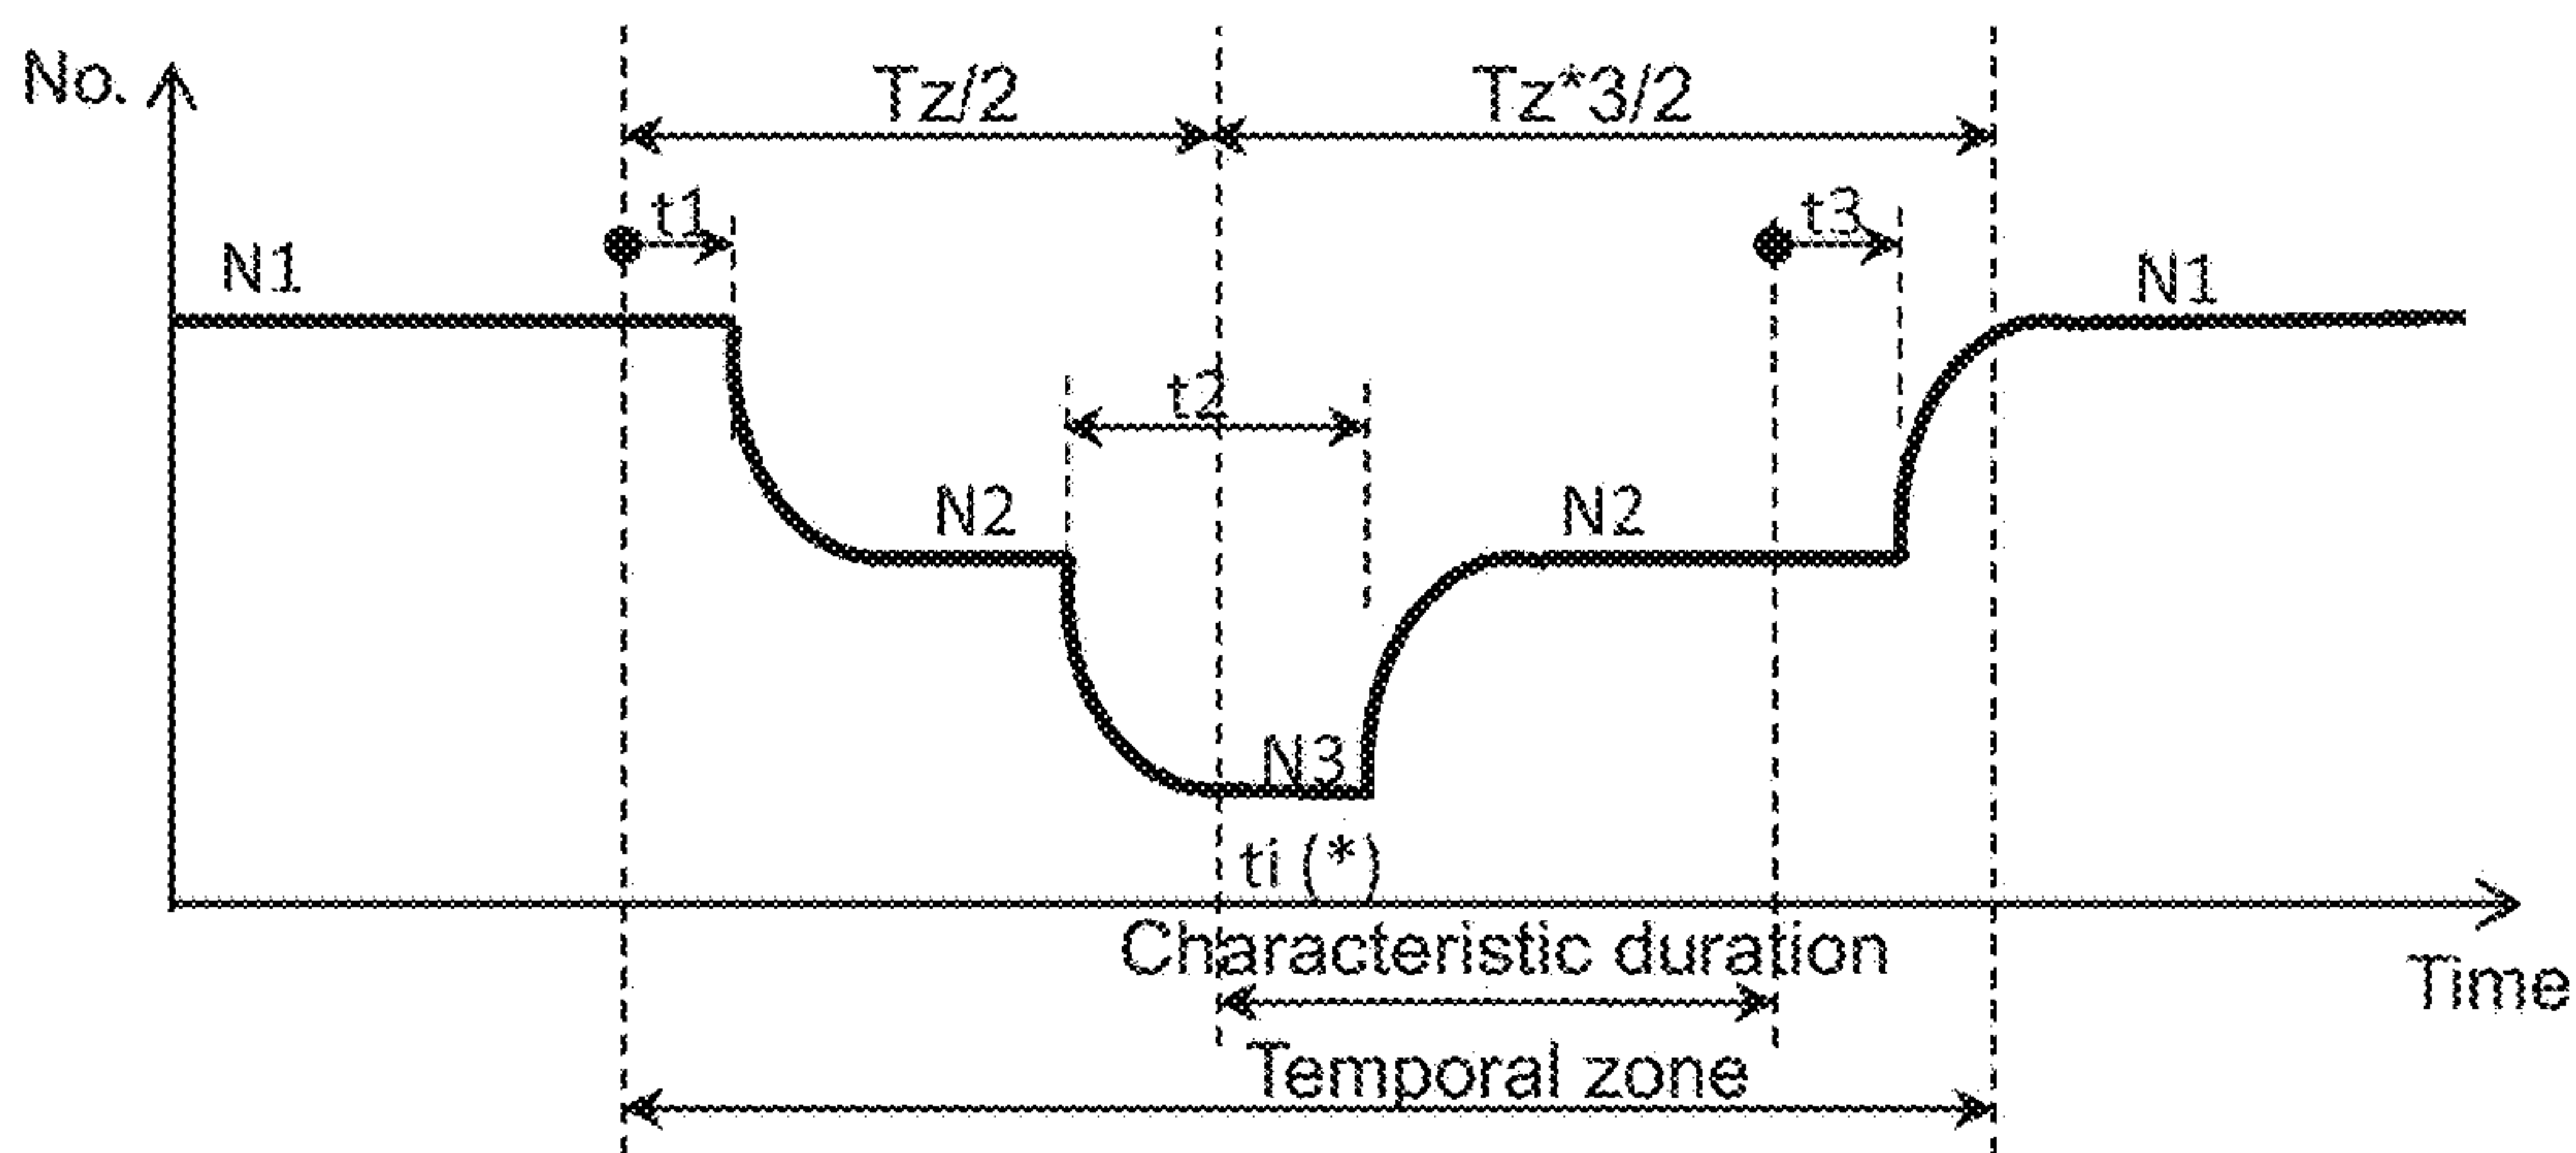 No.
Tz/2
Tz*3/2
t1
t3
N1
N1
t2
N2
N2
N3
ti (*)
Characteristic duration
Time
Temporal zone